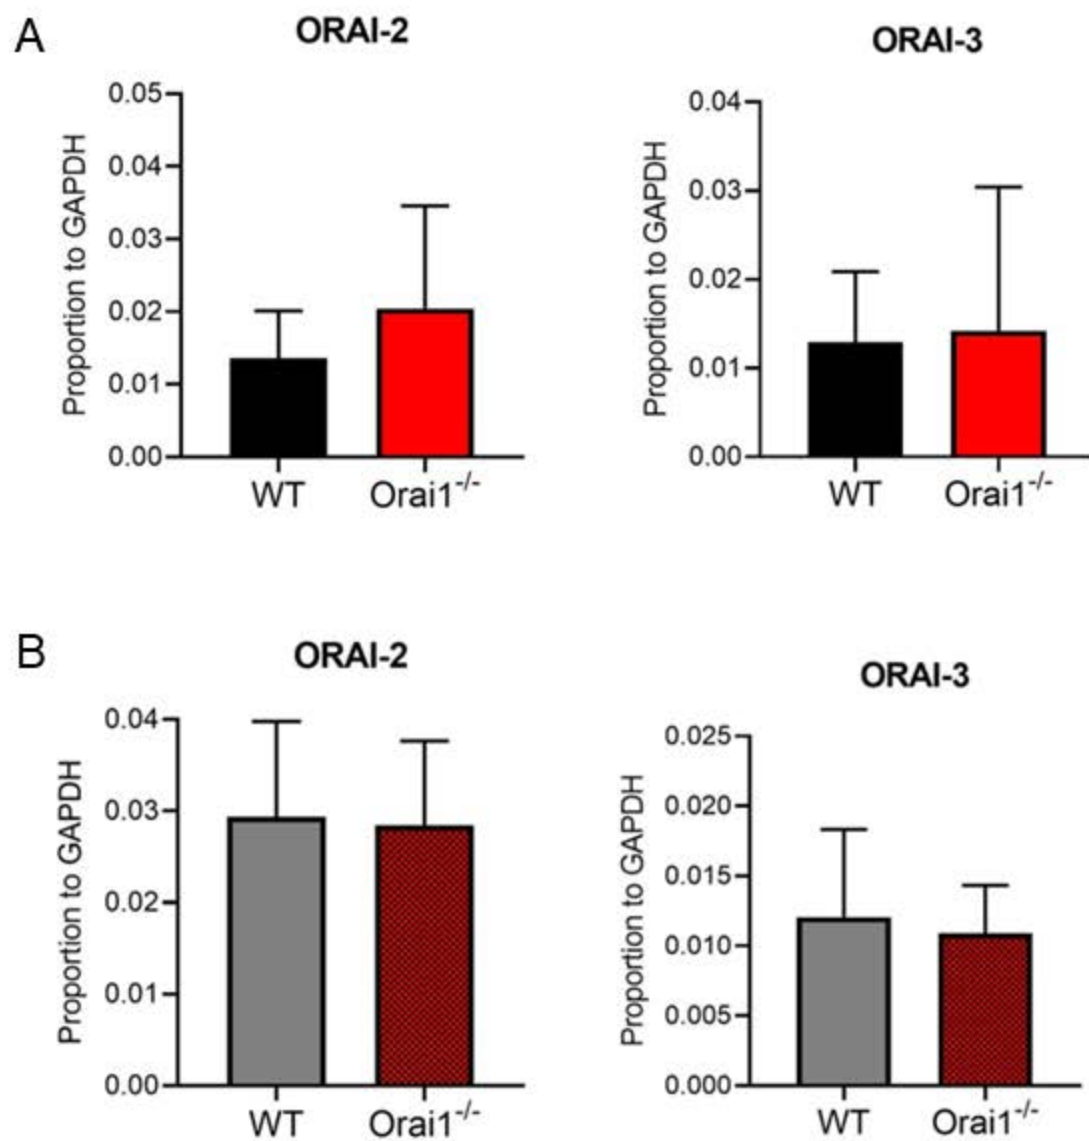 A
ORAI-2
Proportion to GAPDH
0.05
0.04
0.03
0.02
0.01
0.00
WT
Orai1-/-
ORAI-3
Proportion to GAPDH
0.04
0.03
0.02
0.01
0.00
WT
Orai1-/-
B
ORAI-2
Proportion to GAPDH
0.04
0.03
0.02
0.01
0.00
WT
Orai1-/-
ORAI-3
Proportion to GAPDH
0.025
0.020
0.015
0.010
0.005
0.000
WT
Orai1-/-